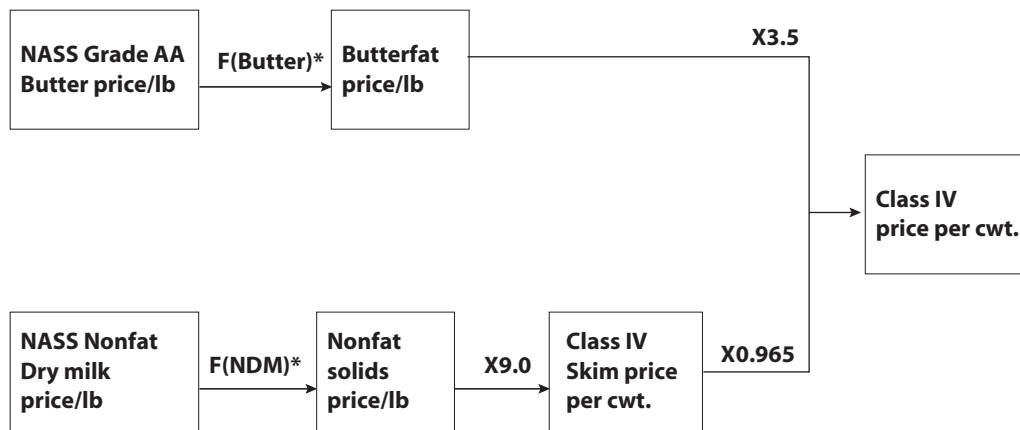 NASS Grade AA
Butter price/lb
F(Butter)*
Butterfat
price/lb
X3.5
Class IV
price per cwt.
NASS Nonfat
Dry milk
price/lb
F(NDM)*
Nonfat
solids
price/lb
X9.0
Class IV
Skim price
per cwt.
X0.965